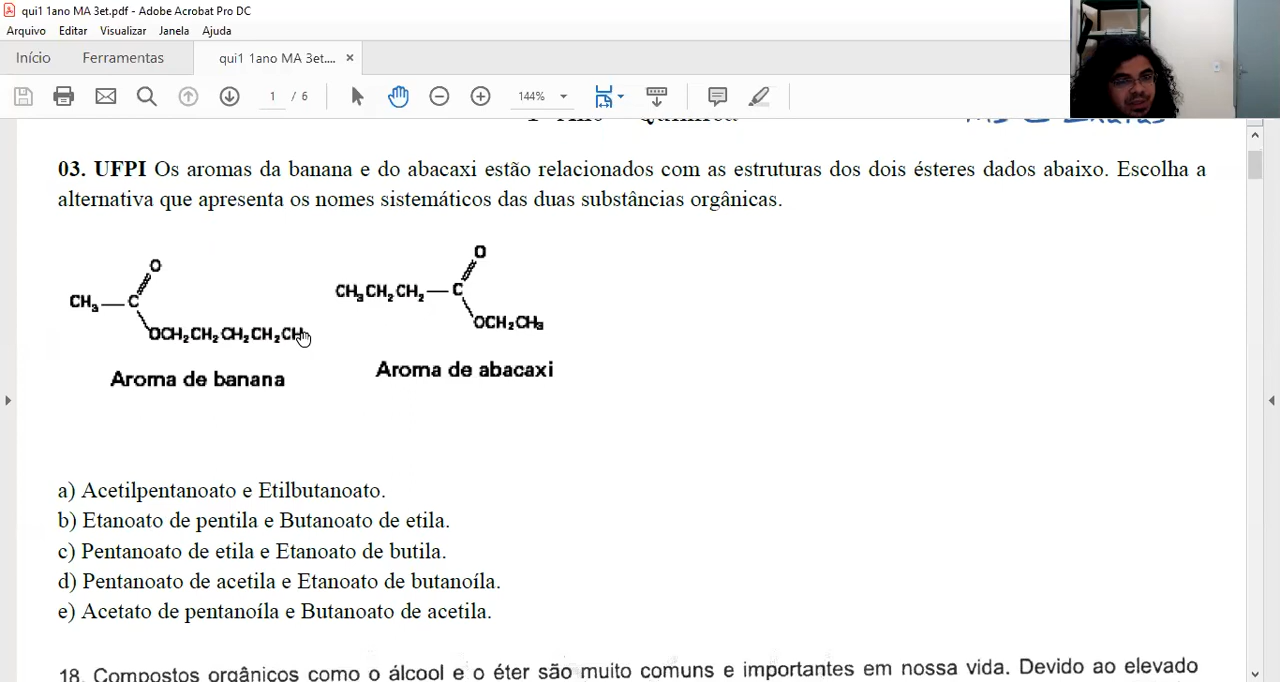 qui1 1ano MA 3et.pdf - Adobe Acrobat Pro DC
Arquivo Editar Visualizar Janela Ajuda
Início Ferramentas qui1 1ano MA 3et.... ×
1 / 6 144%
03. UFPI Os aromas da banana e do abacaxi estão relacionados com as estruturas dos dois ésteres dados abaixo. Escolha a
alternativa que apresenta os nomes sistemáticos das duas substâncias orgânicas.
O
CH₃—C
OCH₂CH₂CH₂CH₂CH
Aroma de banana
O
CH₃CH₂CH₂—C
OCH₂CH₃
Aroma de abacaxi
a) Acetilpentanoato e Etilbutanoato.
b) Etanoato de pentila e Butanoato de etila.
c) Pentanoato de etila e Etanoato de butila.
d) Pentanoato de acetila e Etanoato de butanoíla.
e) Acetato de pentanoíla e Butanoato de acetila.
18. Compostos orgânicos como o álcool e o éter são muito comuns e importantes em nossa vida. Devido ao elevado